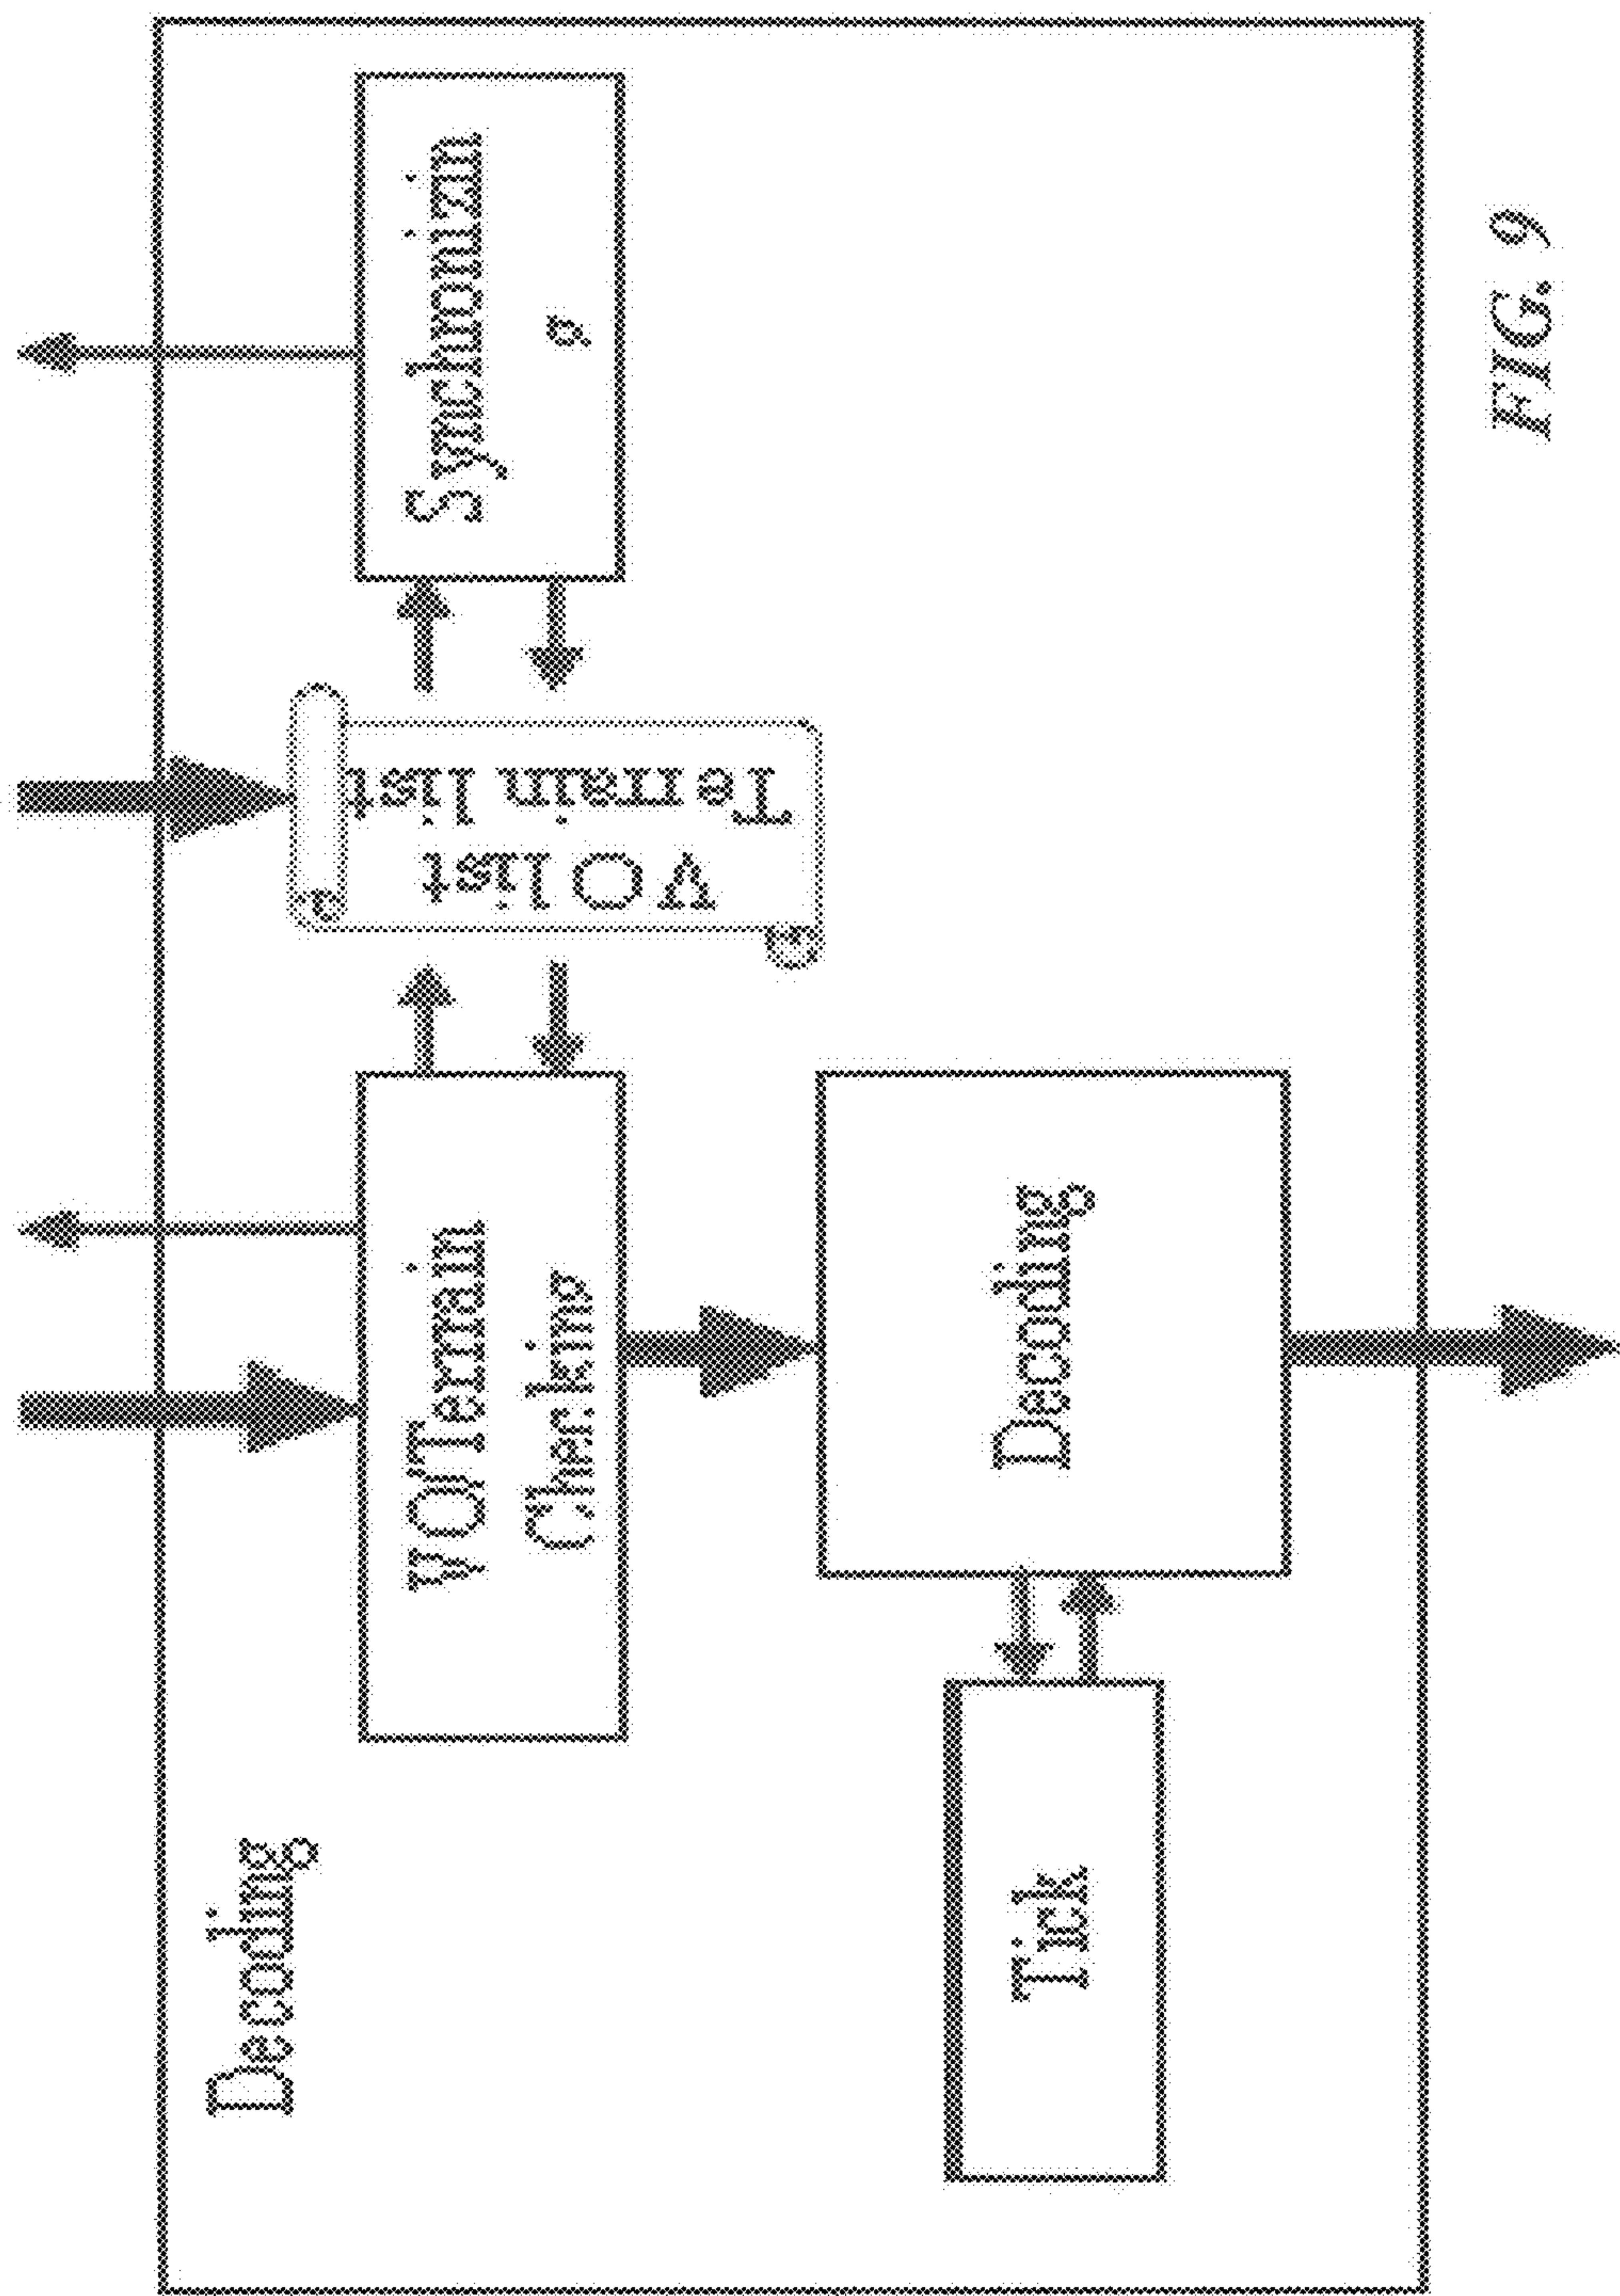 Decoding
VO/Terrain
Checking
VO list
Terrain list
Synchronizin
g
Tick
Decoding
FIG. 9